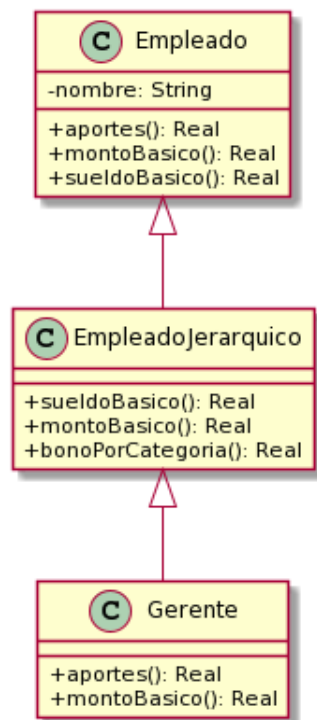 C Empleado
-nombre: String
+aportes(): Real
+montoBasico(): Real
+sueldoBasico(): Real
C EmpleadoJerarquico
+sueldoBasico(): Real
+montoBasico(): Real
+bonoPorCategoria(): Real
C Gerente
+aportes(): Real
+montoBasico(): Real